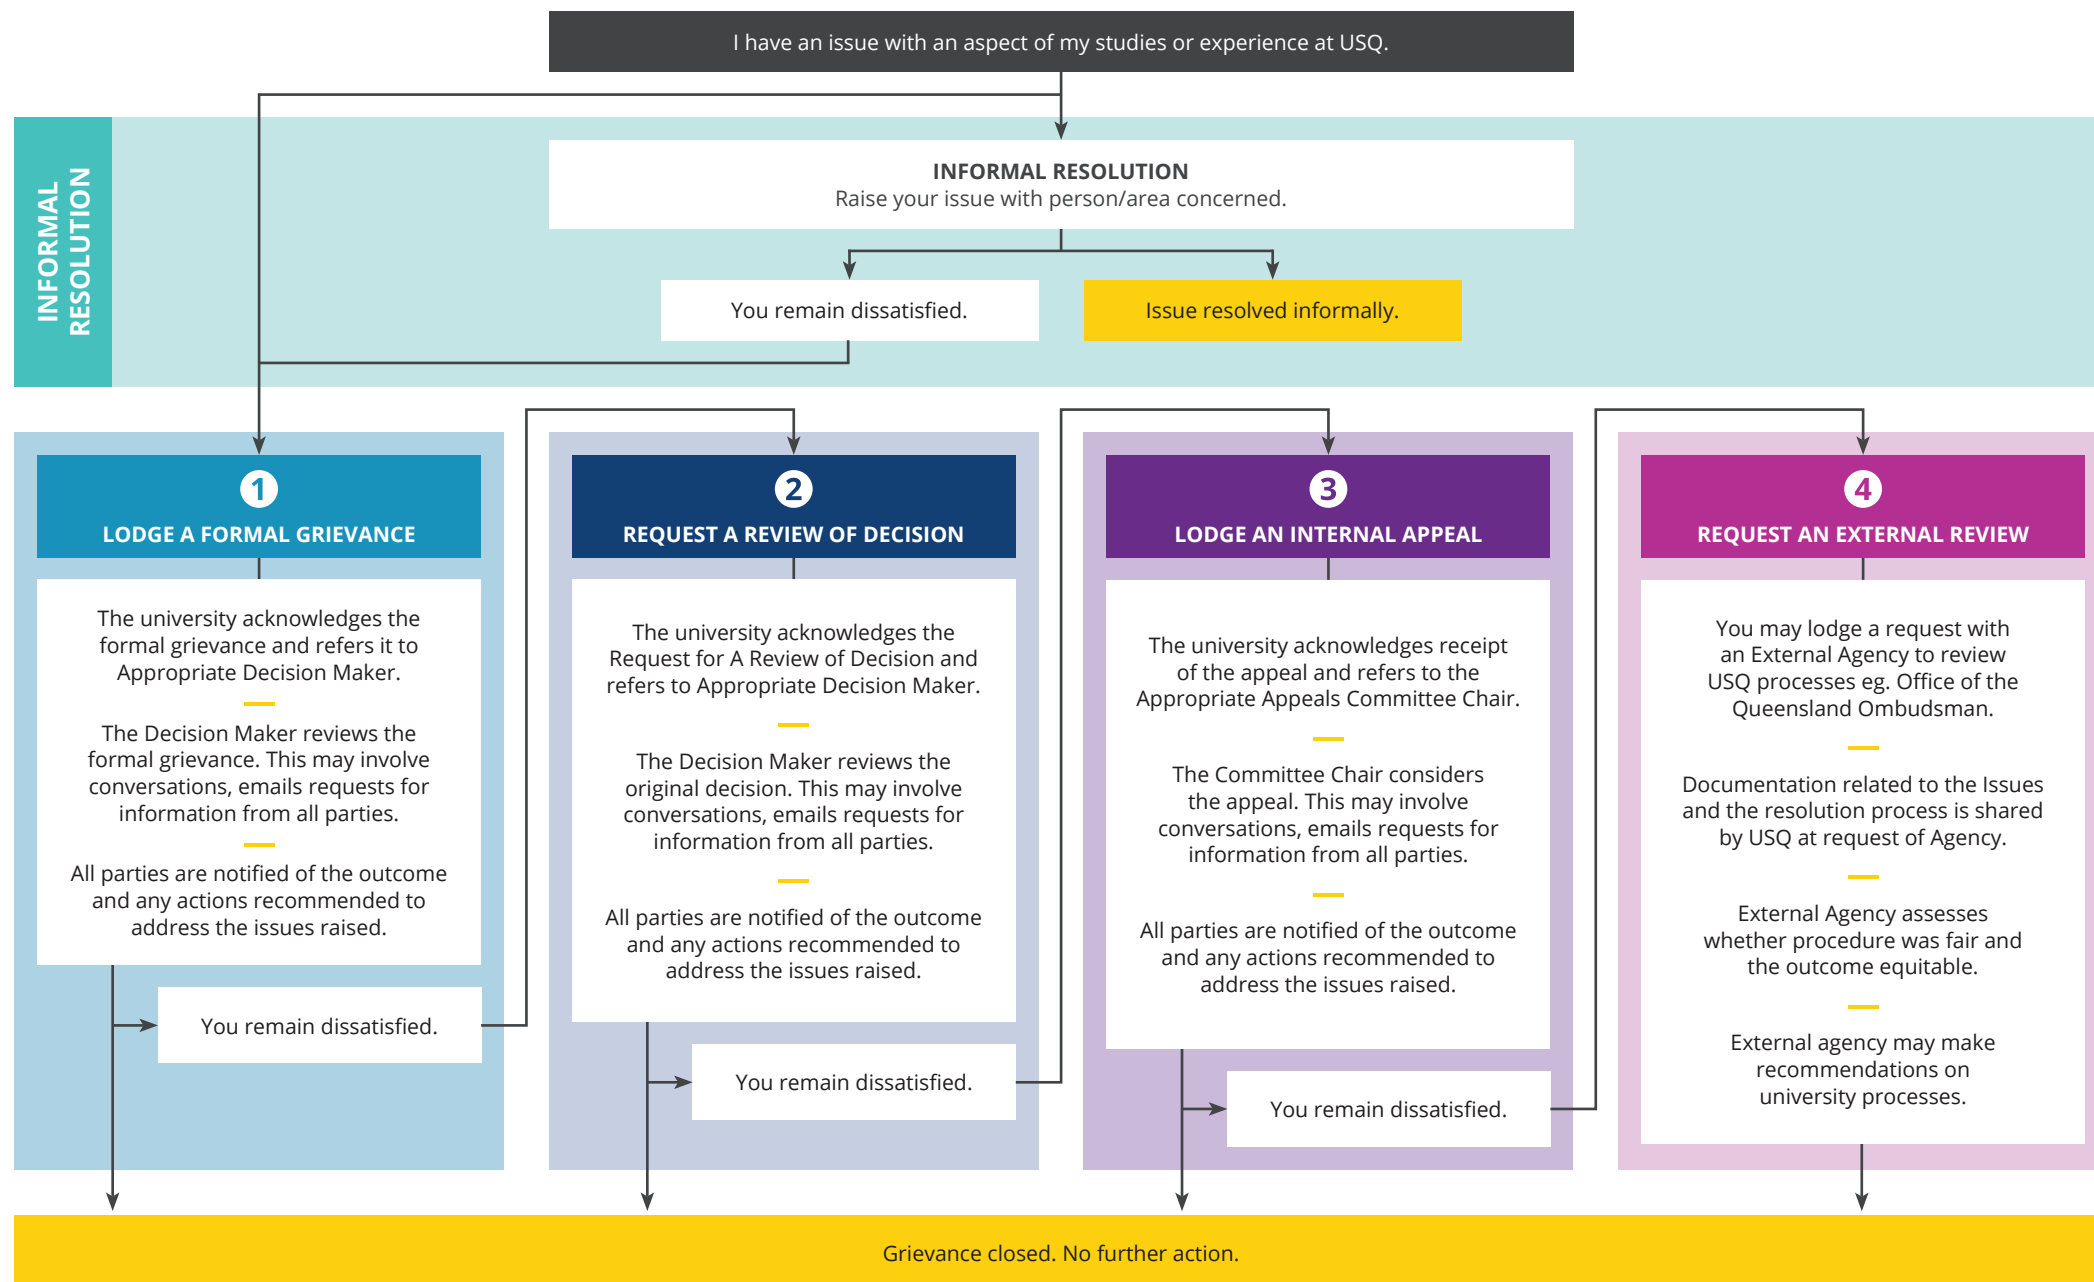 I have an issue with an aspect of my studies or experience at USQ.
INFORMAL
RESOLUTION
INFORMAL RESOLUTION
Raise your issue with person/area concerned.
You remain dissatisfied.
Issue resolved informally.
1
LODGE A FORMAL GRIEVANCE
The university acknowledges the
formal grievance and refers it to
Appropriate Decision Maker.
The Decision Maker reviews the
formal grievance. This may involve
conversations, emails requests for
information from all parties.
All parties are notified of the outcome
and any actions recommended to
address the issues raised.
You remain dissatisfied.
2
REQUEST A REVIEW OF DECISION
The university acknowledges the
Request for A Review of Decision and
refers to Appropriate Decision Maker.
The Decision Maker reviews the
original decision. This may involve
conversations, emails requests for
information from all parties.
All parties are notified of the outcome
and any actions recommended to
address the issues raised.
You remain dissatisfied.
3
LODGE AN INTERNAL APPEAL
The university acknowledges receipt
of the appeal and refers to the
Appropriate Appeals Committee Chair.
The Committee Chair considers
the appeal. This may involve
conversations, emails requests for
information from all parties.
All parties are notified of the outcome
and any actions recommended to
address the issues raised.
You remain dissatisfied.
4
REQUEST AN EXTERNAL REVIEW
You may lodge a request with
an External Agency to review
USQ processes eg. Office of the
Queensland Ombudsman.
Documentation related to the Issues
and the resolution process is shared
by USQ at request of Agency.
External Agency assesses
whether procedure was fair and
the outcome equitable.
External agency may make
recommendations on
university processes.
Grievance closed. No further action.